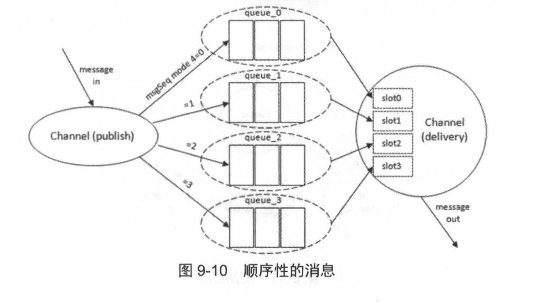 message
in
Channel (publish)
msgSeq mode 4=0
=1
=2
=3
queue_0
queue_1
queue_2
queue_3
slot0
slot1
slot2
slot3
Channel
(delivery)
message
out
图 9-10 顺序性的消息